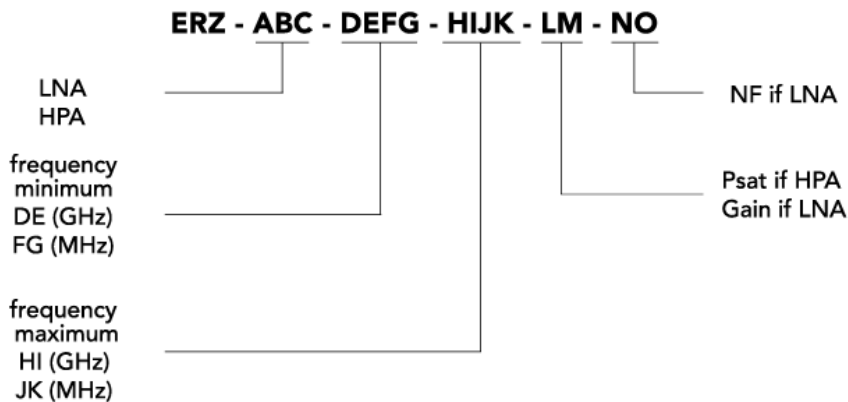 ERZ - ABC - DEFG - HIJK - LM - NO
LNA
HPA
NF if LNA
frequency
minimum
DE (GHz)
FG (MHz)
Psat if HPA
Gain if LNA
frequency
maximum
HI (GHz)
JK (MHz)